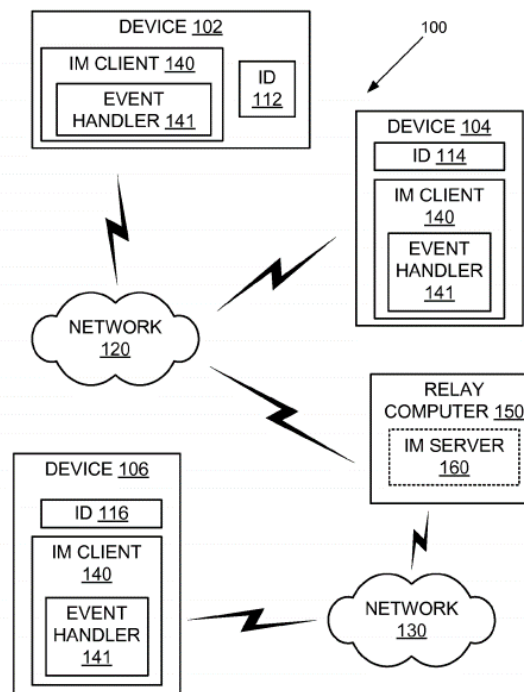 DEVICE 102
IM CLIENT 140
EVENT
HANDLER 141
ID
112
100
DEVICE 104
ID 114
IM CLIENT
140
EVENT
HANDLER
141
NETWORK
120
RELAY
COMPUTER 150
IM SERVER
160
DEVICE 106
ID 116
IM CLIENT
140
EVENT
HANDLER
141
NETWORK
130